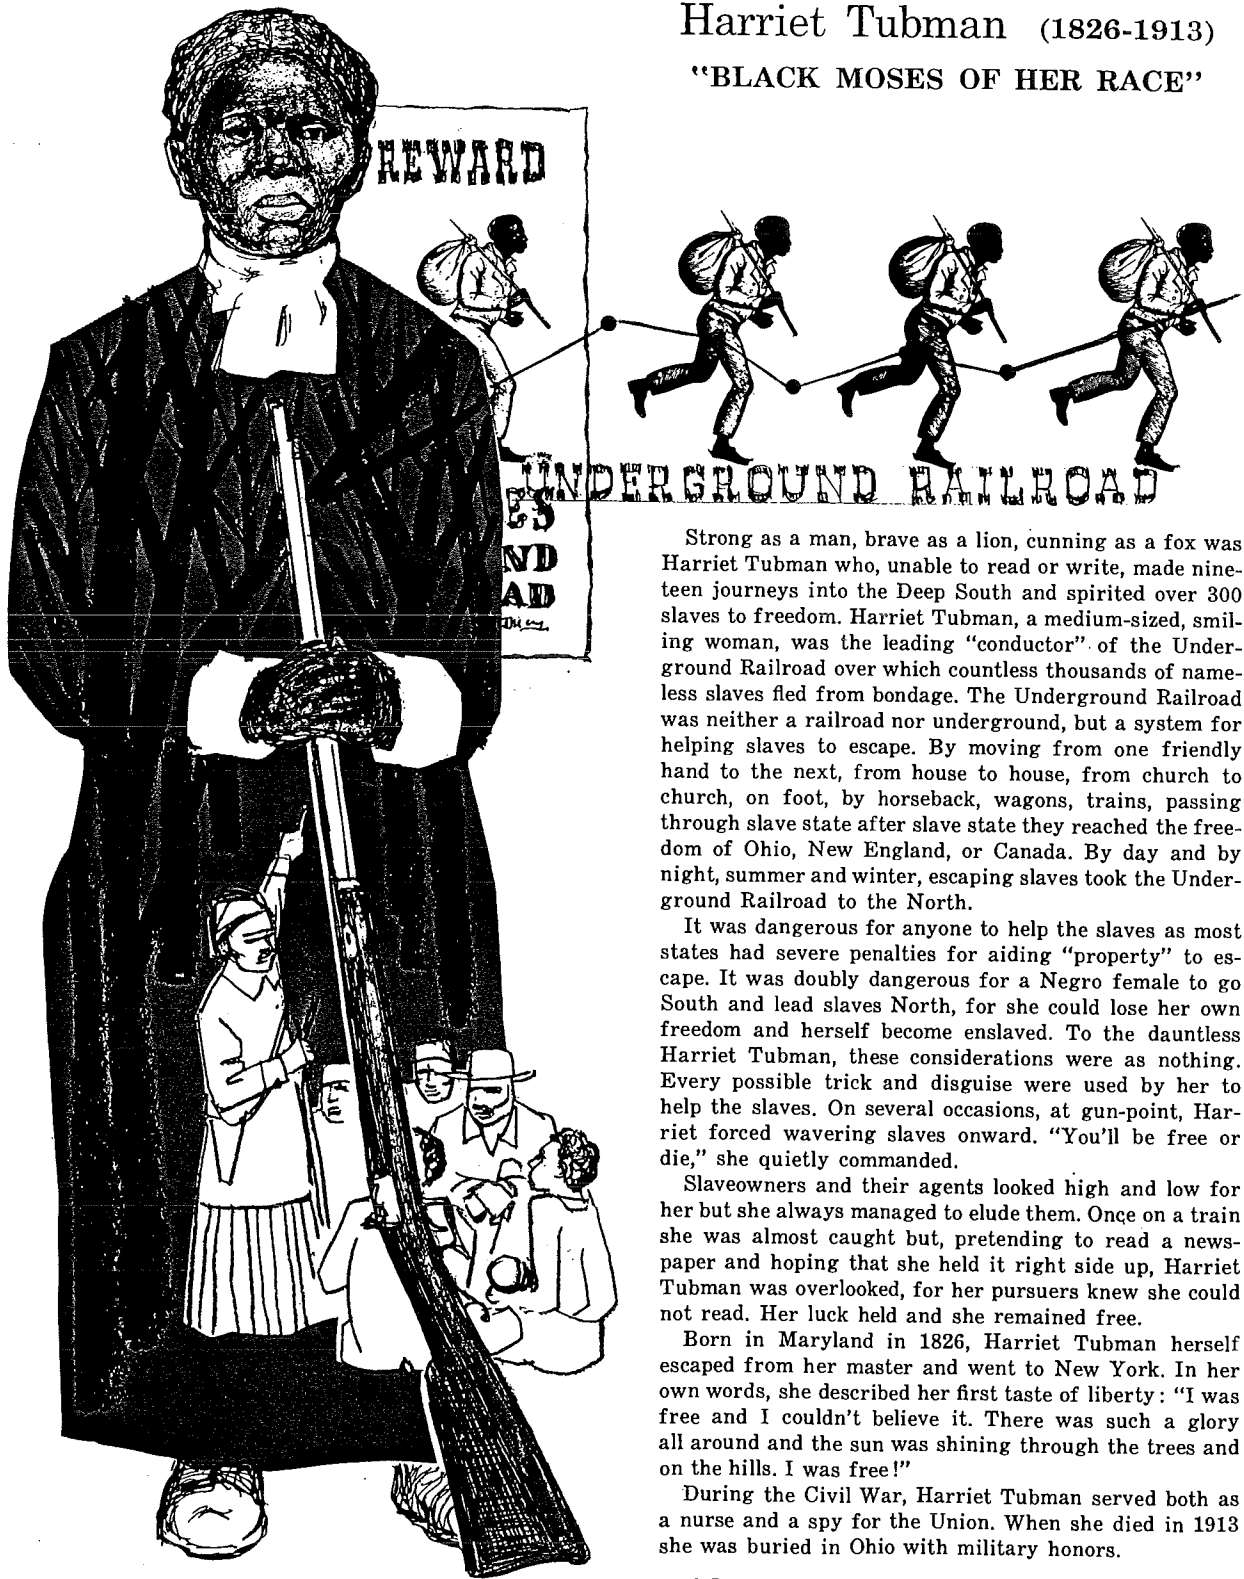 Harriet Tubman (1826-1913)
"BLACK MOSES OF HER RACE"
REWARD
UNDERGROUND RAILROAD
ES
ND
AD
Strong as a man, brave as a lion, cunning as a fox was
Harriet Tubman who, unable to read or write, made nine-
teen journeys into the Deep South and spirited over 300
slaves to freedom. Harriet Tubman, a medium-sized, smil-
ing woman, was the leading "conductor" of the Under-
ground Railroad over which countless thousands of name-
less slaves fled from bondage. The Underground Railroad
was neither a railroad nor underground, but a system for
helping slaves to escape. By moving from one friendly
hand to the next, from house to house, from church to
church, on foot, by horseback, wagons, trains, passing
through slave state after slave state they reached the free-
dom of Ohio, New England, or Canada. By day and by
night, summer and winter, escaping slaves took the Under-
ground Railroad to the North.
It was dangerous for anyone to help the slaves as most
states had severe penalties for aiding "property" to es-
cape. It was doubly dangerous for a Negro female to go
South and lead slaves North, for she could lose her own
freedom and herself become enslaved. To the dauntless
Harriet Tubman, these considerations were as nothing.
Every possible trick and disguise were used by her to
help the slaves. On several occasions, at gun-point, Har-
riet forced wavering slaves onward. "You'll be free or
die," she quietly commanded.
Slaveowners and their agents looked high and low for
her but she always managed to elude them. Once on a train
she was almost caught but, pretending to read a news-
paper and hoping that she held it right side up, Harriet
Tubman was overlooked, for her pursuers knew she could
not read. Her luck held and she remained free.
Born in Maryland in 1826, Harriet Tubman herself
escaped from her master and went to New York. In her
own words, she described her first taste of liberty: "I was
free and I couldn't believe it. There was such a glory
all around and the sun was shining through the trees and
on the hills. I was free!"
During the Civil War, Harriet Tubman served both as
a nurse and a spy for the Union. When she died in 1913
she was buried in Ohio with military honors.